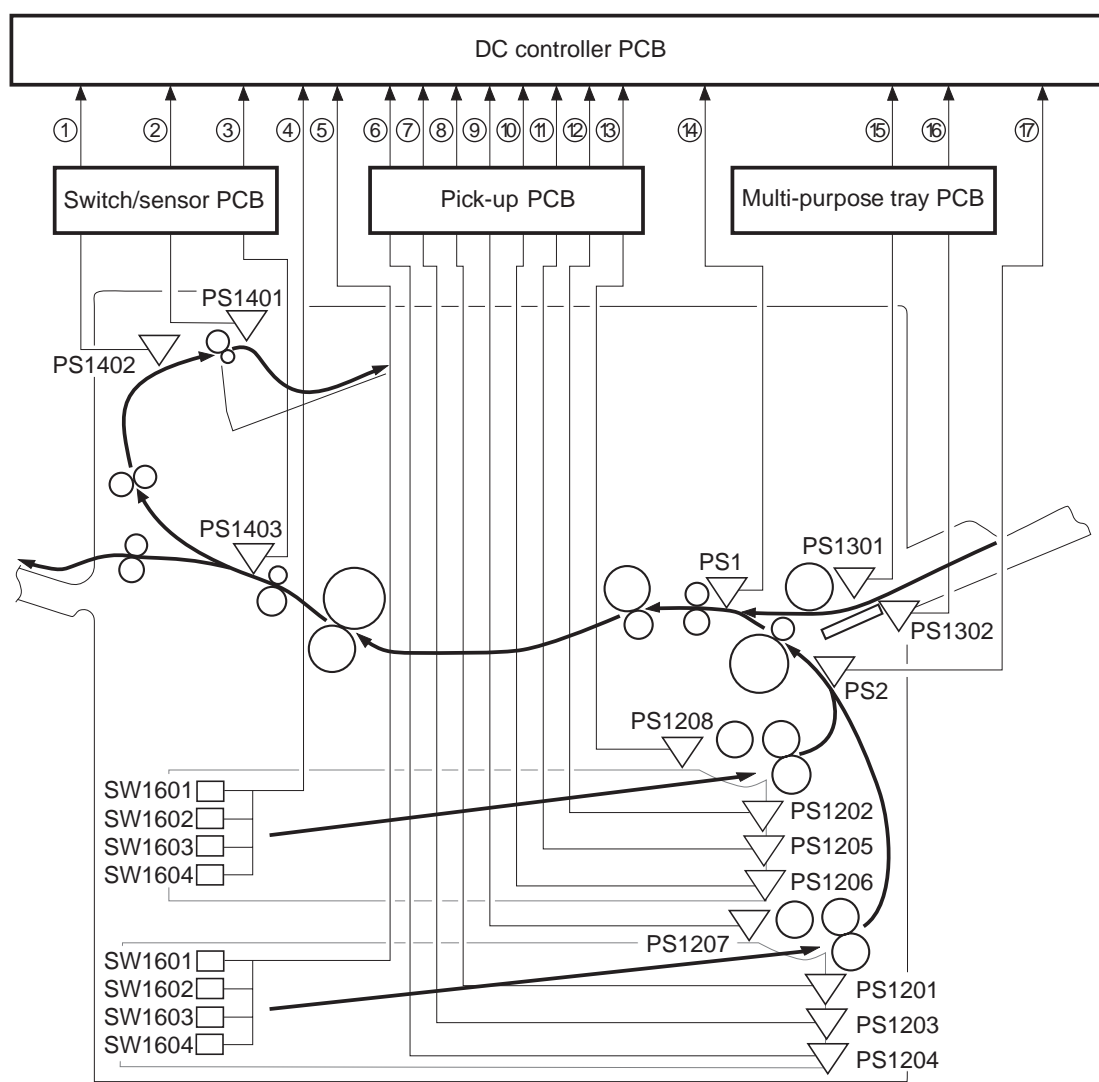 DC controller PCB
① ② ③ ④ ⑤ ⑥ ⑦ ⑧ ⑨ ⑩ ⑪ ⑫ ⑬ ⑭ ⑮ ⑯ ⑰
Switch/sensor PCB
Pick-up PCB
Multi-purpose tray PCB
PS1401
PS1402
PS1403
PS1
PS1301
PS1302
PS2
PS1208
SW1601
SW1602
SW1603
SW1604
PS1202
PS1205
PS1206
PS1207
SW1601
SW1602
SW1603
SW1604
PS1201
PS1203
PS1204